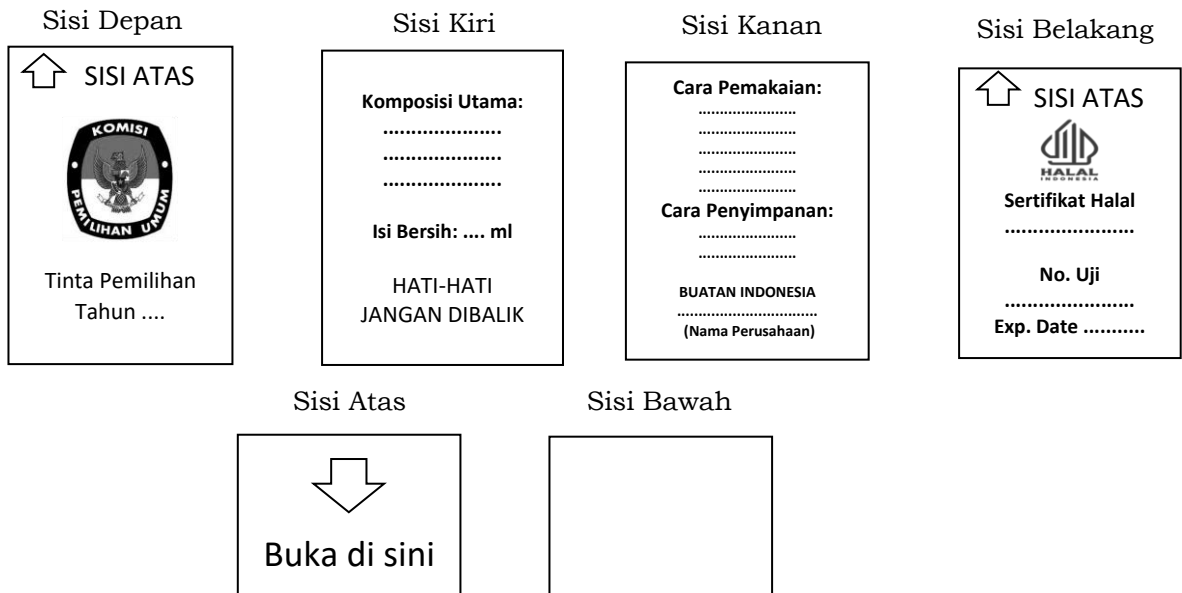 Sisi Depan
SISI ATAS
KOMISI
PEMILIHAN UMUM
Tinta Pemilihan
Tahun ....
Sisi Kiri
Komposisi Utama:
.....................
.....................
.....................
Isi Bersih: .... ml
HATI-HATI
JANGAN DIBALIK
Sisi Kanan
Cara Pemakaian:
.......................
.......................
.......................
.......................
.......................
Cara Penyimpanan:
.......................
.......................
BUATAN INDONESIA
.................................
(Nama Perusahaan)
Sisi Belakang
SISI ATAS
HALAL
INDONESIA
Sertifikat Halal
.......................
No. Uji
.......................
Exp. Date ...........
Sisi Atas
Buka di sini
Sisi Bawah